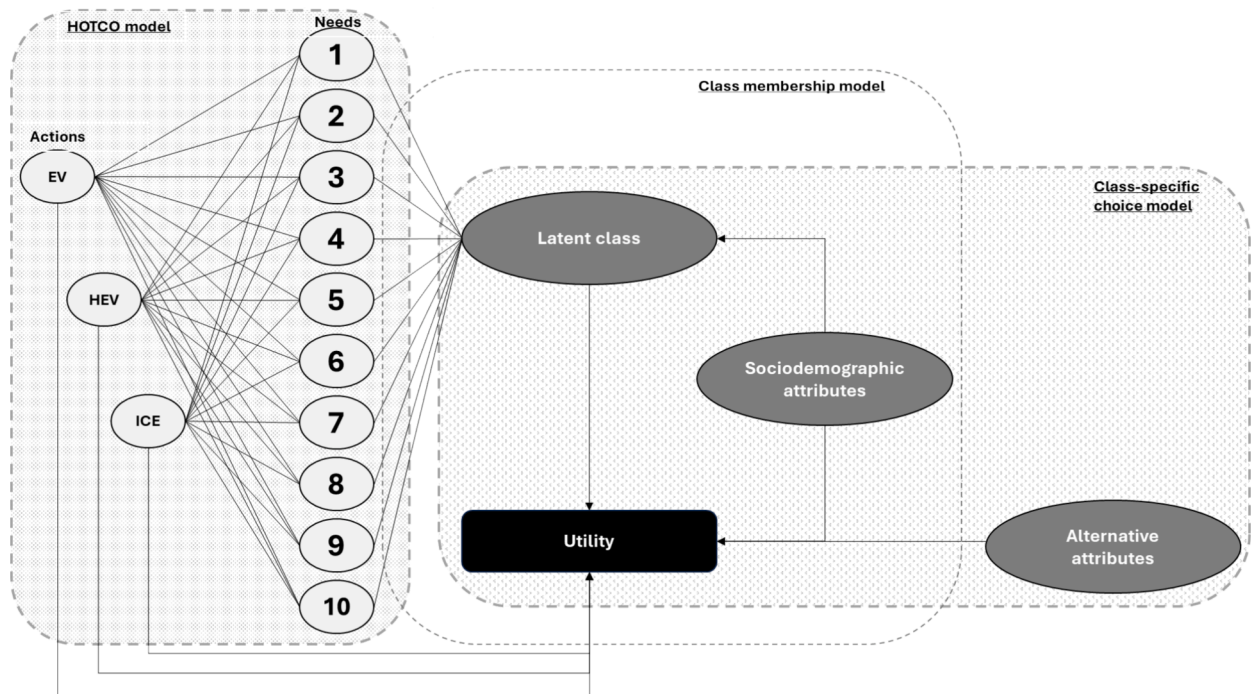 HOTCO model
Needs
1
Class membership model
2
Actions
EV
3
Class-specific
choice model
4
Latent class
HEV
5
6
Sociodemographic
attributes
ICE
7
8
9
Utility
Alternative
attributes
10